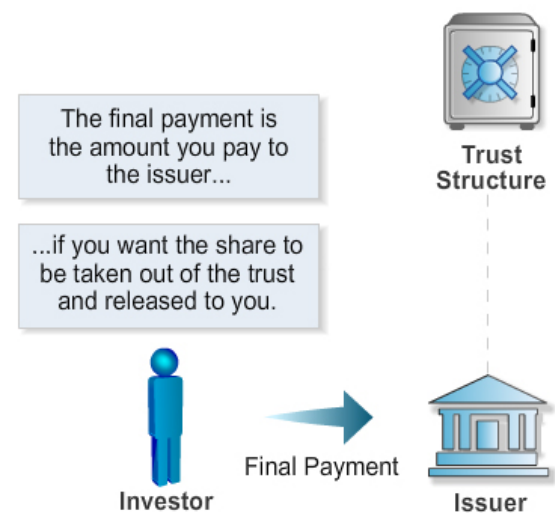 The final payment is
the amount you pay to
the issuer...
Trust
Structure
...if you want the share to
be taken out of the trust
and released to you.
Final Payment
Investor
Issuer